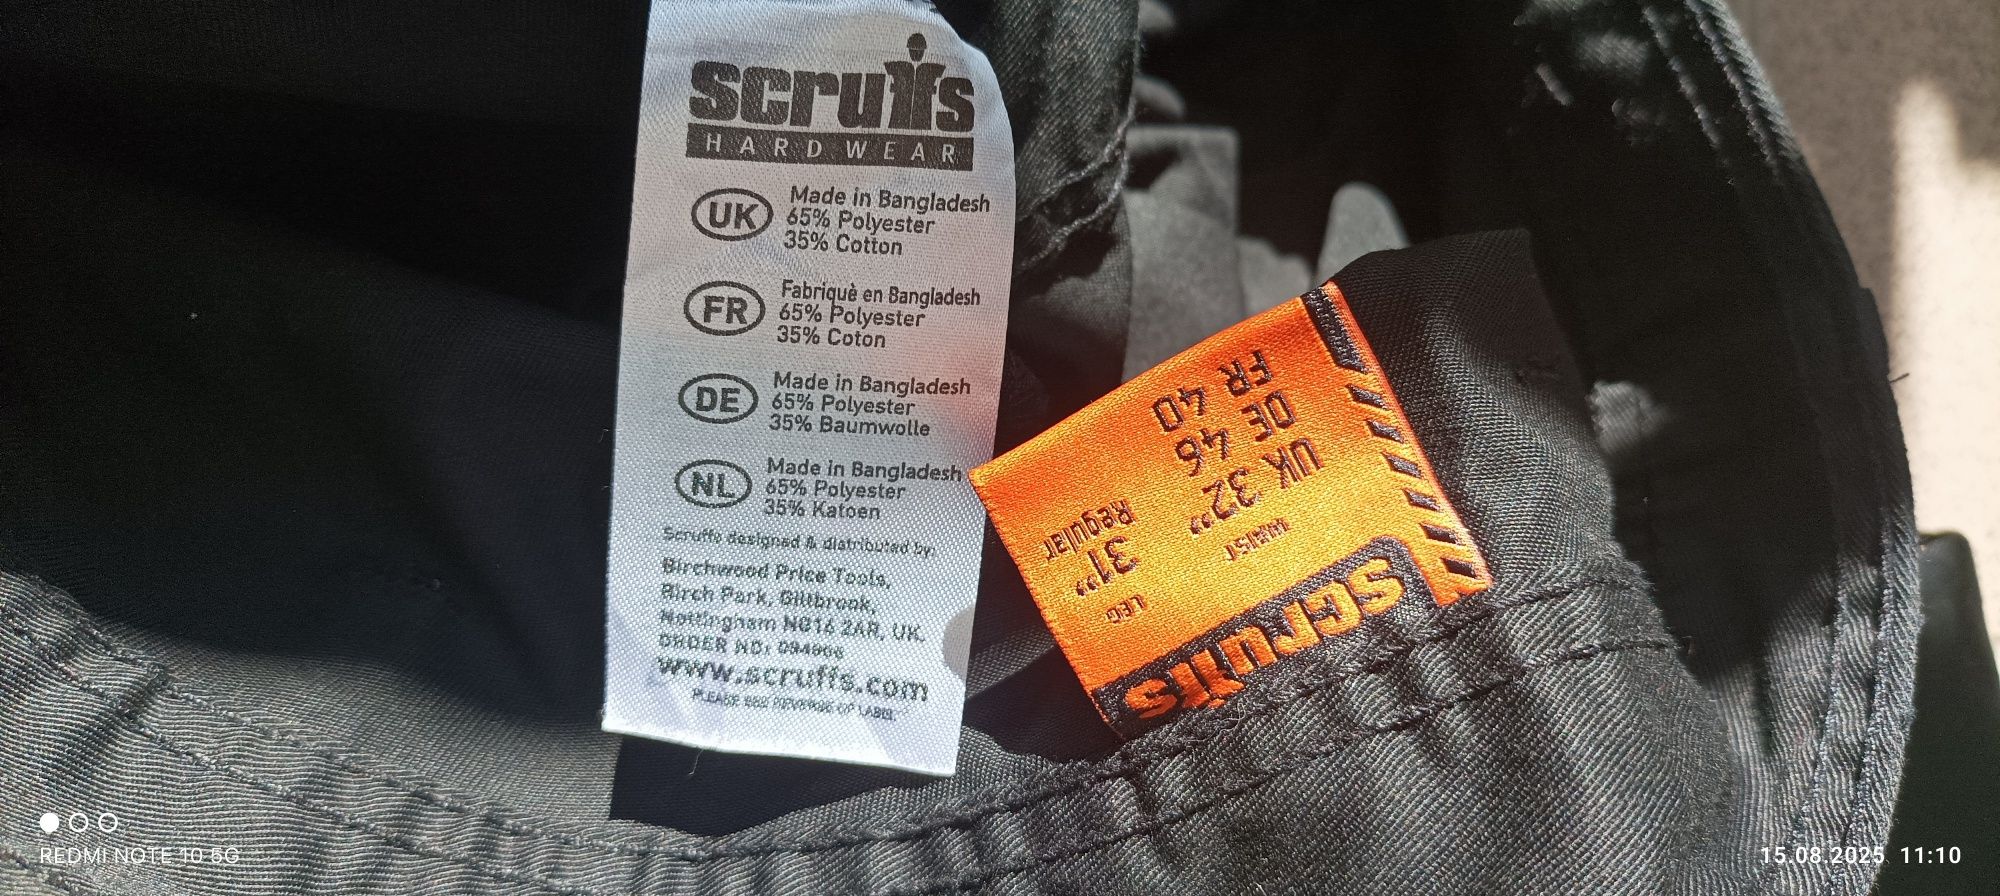 scruffs
HARDWEAR
UK
Made in Bangladesh
65% Polyester
35% Cotton
FR
Fabriquè en Bangladesh
65% Polyester
35% Coton
DE
Made in Bangladesh
65% Polyester
35% Baumwolle
NL
Made in Bangladesh
65% Polyester
35% Katoen
Scruffs designed & distributed by:
Birchwood Price Tools,
Birch Park, Giltbrook,
Nottingham NG16 2AR, UK.
ORDER NO: 094906
www.scruffs.com
PLEASE SEE REVERSE OF LABEL
scruffs
WAIST
UK 32”
DE 46
FR 40
LEG
31”
Regular
REDMI NOTE 10 5G
15.08.2025 11:10